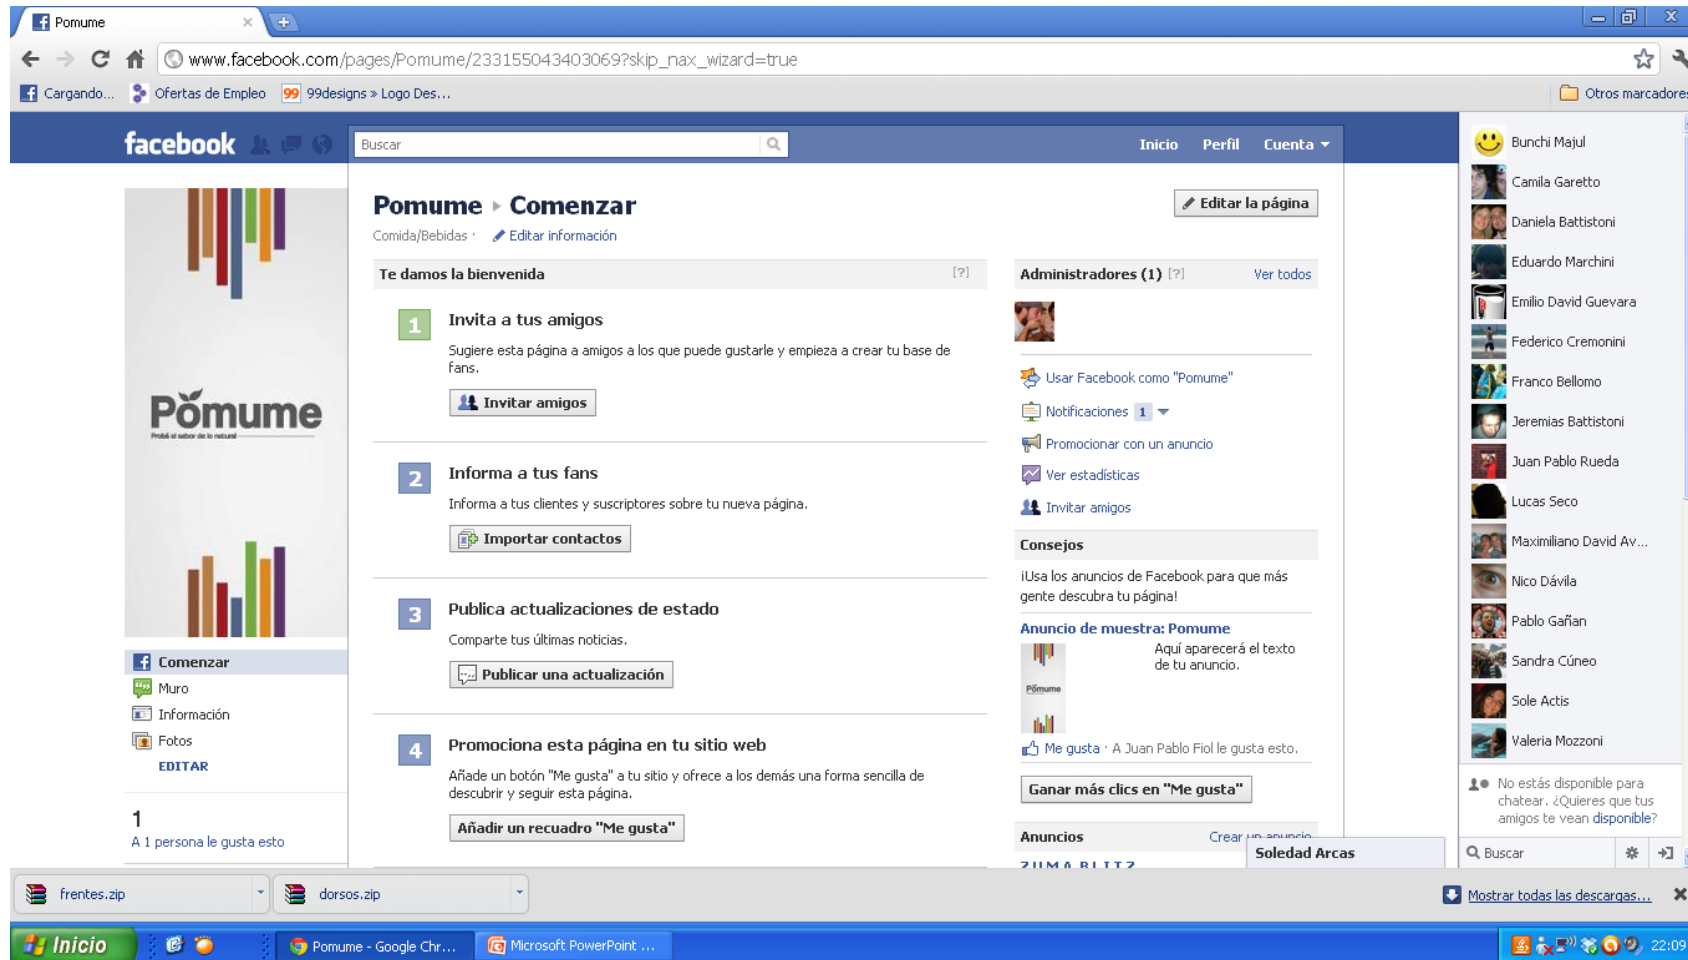 Pomume
www.facebook.com/pages/Pomume/233155043403069?skip_nax_wizard=true
Cargando...
Ofertas de Empleo
99 99designs » Logo Des...
Otros marcadores
facebook
Buscar
Inicio Perfil Cuenta
Pomume
Probá el sabor de lo natural
Comenzar
Muro
Información
Fotos
EDITAR
1
A 1 persona le gusta esto
Pomume Comenzar
Comida/Bebidas · Editar información
Editar la página
Te damos la bienvenida [?]
1 Invita a tus amigos
Sugiere esta página a amigos a los que puede gustarle y empieza a crear tu base de
fans.
Invitar amigos
2 Informa a tus fans
Informa a tus clientes y suscriptores sobre tu nueva página.
Importar contactos
3 Publica actualizaciones de estado
Comparte tus últimas noticias.
Publicar una actualización
4 Promociona esta página en tu sitio web
Añade un botón "Me gusta" a tu sitio y ofrece a los demás una forma sencilla de
descubrir y seguir esta página.
Añadir un recuadro "Me gusta"
Administradores (1) [?] Ver todos
Usar Facebook como "Pomume"
Notificaciones 1
Promocionar con un anuncio
Ver estadísticas
Invitar amigos
Consejos
¡Usa los anuncios de Facebook para que más
gente descubra tu página!
Anuncio de muestra: Pomume
Pomume
Aquí aparecerá el texto
de tu anuncio.
Me gusta · A Juan Pablo Fiol le gusta esto.
Ganar más clics en "Me gusta"
Anuncios Crear un anuncio
ZUMA BLITZ
Soledad Arcas
Bunchi Majul
Camila Garetto
Daniela Battistoni
Eduardo Marchini
Emilio David Guevara
Federico Cremonini
Franco Bellomo
Jeremias Battistoni
Juan Pablo Rueda
Lucas Seco
Maximiliano David Av...
Nico Dávila
Pablo Gañan
Sandra Cúneo
Sole Actis
Valeria Mozzoni
No estás disponible para
chatear. ¿Quieres que tus
amigos te vean disponible?
Buscar
frentes.zip
dorsos.zip
Mostrar todas las descargas...
Inicio
Pomume - Google Chr...
Microsoft PowerPoint ...
22:09